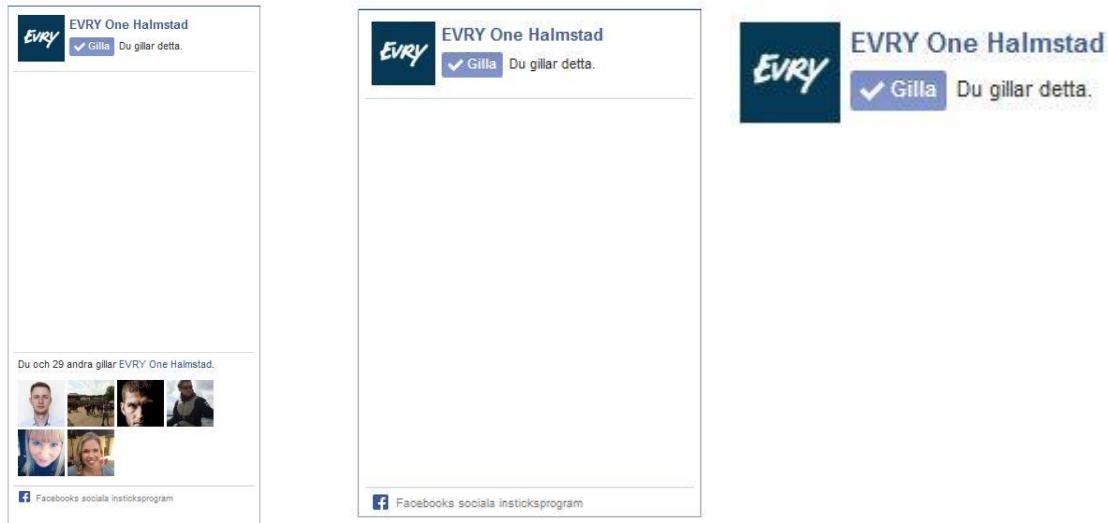 EVRY
EVRY One Halmstad
Gilla Du gillar detta.
Du och 29 andra gillar EVRY One Halmstad.
Facebooks sociala insticksprogram
EVRY
EVRY One Halmstad
Gilla Du gillar detta.
Facebooks sociala insticksprogram
EVRY
EVRY One Halmstad
Gilla Du gillar detta.